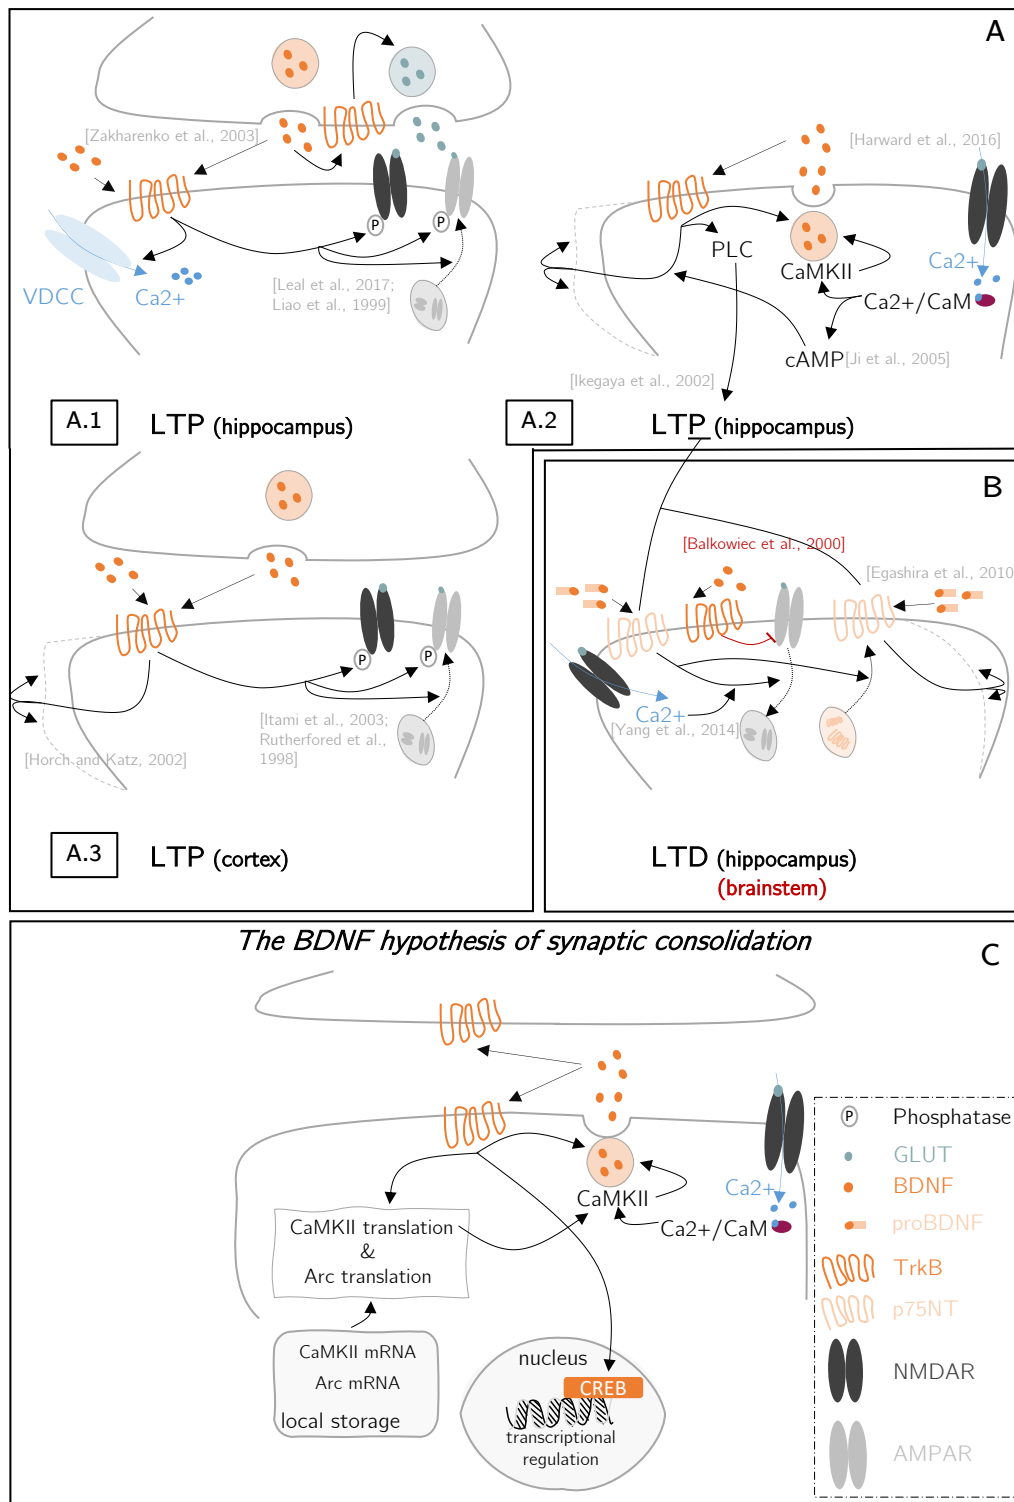 A
[Zakharenko et al., 2003]
P
P
VDCC
Ca2+
[Leal et al., 2017;
Liao et al., 1999]
A.1
LTP (hippocampus)
[Harward et al., 2016]
PLC
CaMKII
Ca2+
Ca2+/CaM
cAMP
[Ji et al., 2005]
[Ikegaya et al., 2002]
A.2
LTP (hippocampus)
P
P
[Itami et al., 2003;
Rutherfored et al.,
1998]
[Horch and Katz, 2002]
A.3
LTP (cortex)
B
[Balkowiec et al., 2000]
[Egashira et al., 2010
Ca2+
[Yang et al., 2014]
LTD (hippocampus)
(brainstem)
The BDNF hypothesis of synaptic consolidation
C
CaMKII
Ca2+
Ca2+/CaM
CaMKII translation
&
Arc translation
CaMKII mRNA
Arc mRNA
local storage
nucleus
CREB
transcriptional
regulation
P Phosphatase
GLUT
BDNF
proBDNF
TrkB
p75NT
NMDAR
AMPAR